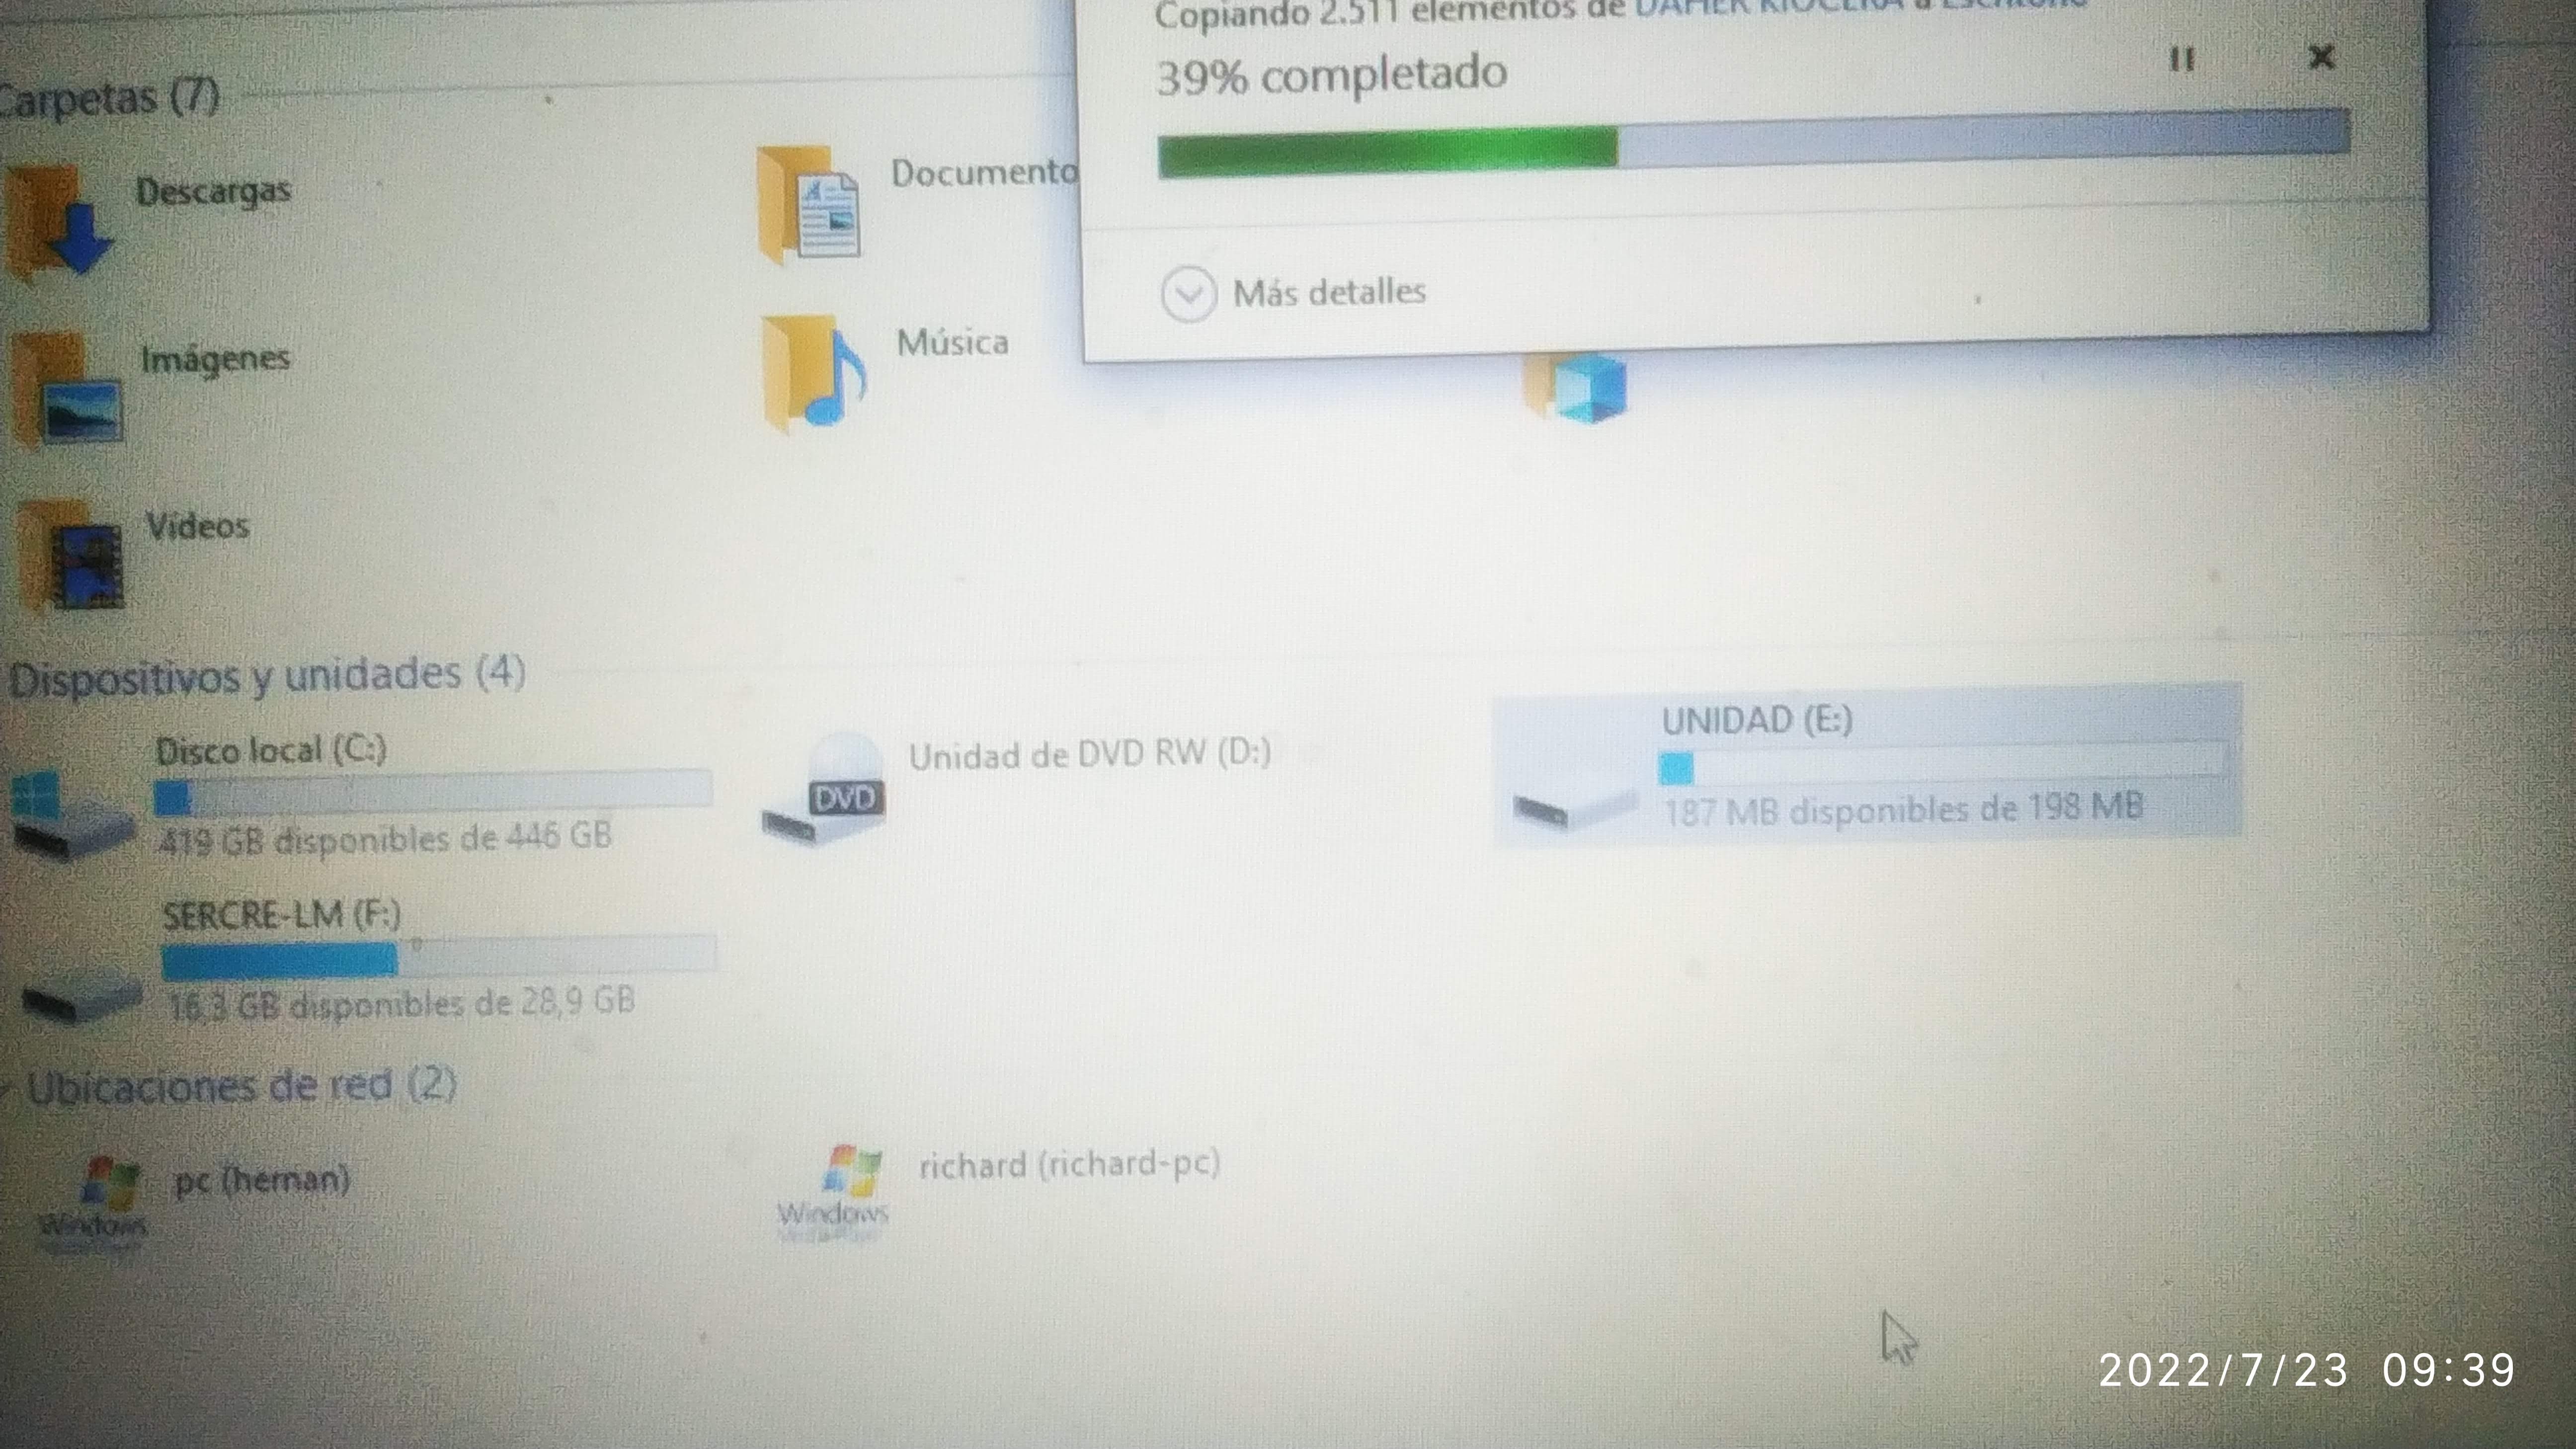 Copiando 2.511 elementos de
39% completado
Más detalles
Carpetas (7)
Descargas
Documento
Imágenes
Música
Vídeos
Dispositivos y unidades (4)
Disco local (C:)
419 GB disponibles de 446 GB
DVD
Unidad de DVD RW (D:)
UNIDAD (E:)
187 MB disponibles de 198 MB
SERCRE-LM (F:)
16,3 GB disponibles de 28,9 GB
Ubicaciones de red (2)
Windows
pc (hernan)
Windows
richard (richard-pc)
2022/7/23 09:39